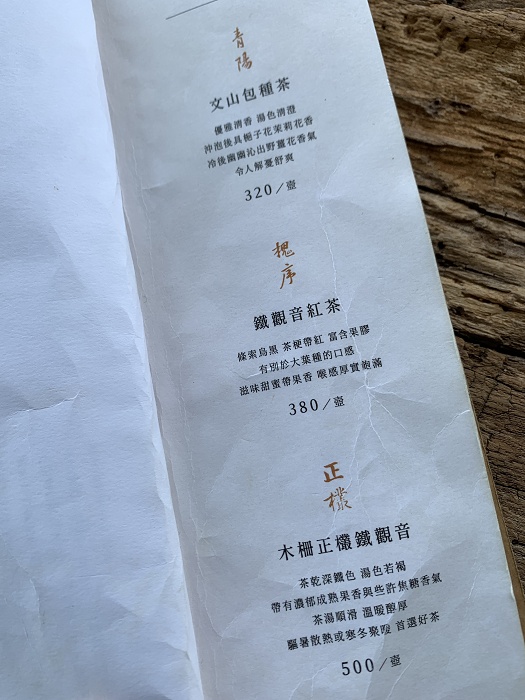 青陽
文山包種茶
優雅清香 湯色清澄
沖泡後具梔子花茉莉花香
冷後幽幽沁出野薑花香氣
令人解憂舒爽
320／壺
槐序
鐵觀音紅茶
條索烏黑 茶梗帶紅 富含果膠
有別於大葉種的口感
滋味甜蜜帶果香 喉感厚實飽滿
380／壺
正欉
木柵正欉鐵觀音
茶乾深鐵色 湯色若褐
帶有濃郁成熟果香與些許焦糖香氣
茶湯順滑 溫暖醇厚
驅暑散熱或寒冬聚暖 首選好茶
500／壺